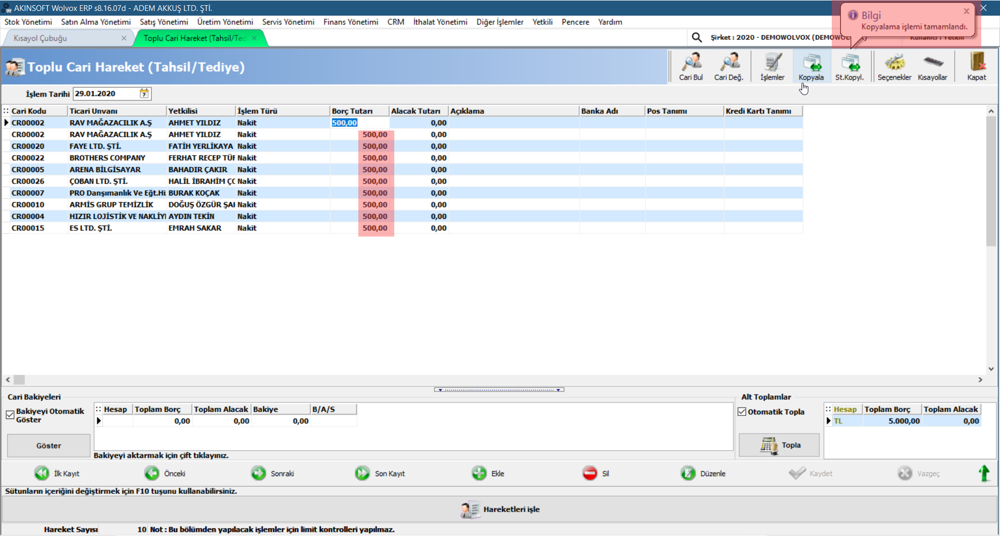 AKINSOFT Wolvox ERP s8.16.07d - ADEM AKKUŞ LTD. ŞTİ.
Stok Yönetimi Satın Alma Yönetimi Satış Yönetimi Üretim Yönetimi Servis Yönetimi Finans Yönetimi CRM İthalat Yönetimi Diğer İşlemler Yetkili Pencere Yardım
Bilgi
Kopyalama işlemi tamamlandı.
Kısayol Çubuğu Toplu Cari Hareket (Tahsil/Ted Şirket : 2020 - DEMOWOLVOX
Toplu Cari Hareket (Tahsil/Tediye)
Cari Bul Cari Değ. İşlemler Kopyala St.Kopyl. Seçenekler Kısayollar Kapat
İşlem Tarihi 29.01.2020
Cari Kodu Ticari Unvanı Yetkilisi İşlem Türü Borç Tutarı Alacak Tutarı Açıklama Banka Adı Pos Tanımı Kredi Kartı Tanımı
CR00002 RAV MAĞAZACILIK A.Ş AHMET YILDIZ Nakit 500,00 0,00
CR00002 RAV MAĞAZACILIK A.Ş AHMET YILDIZ Nakit 500,00 0,00
CR00020 FAYE LTD. ŞTİ. FATİH YERLİKAYA Nakit 500,00 0,00
CR00022 BROTHERS COMPANY FERHAT RECEP TÜF Nakit 500,00 0,00
CR00005 ARENA BİLGİSAYAR BAHADIR ÇAKIR Nakit 500,00 0,00
CR00026 ÇOBAN LTD. ŞTİ. HALİL İBRAHİM ÇC Nakit 500,00 0,00
CR00007 PRO Danışmanlık Ve Eğt.Hi BURAK KOÇAK Nakit 500,00 0,00
CR00010 ARMİS GRUP TEMİZLİK DOĞUŞ ÖZGÜR ŞAI Nakit 500,00 0,00
CR00004 HIZIR LOJİSTİK VE NAKLİYI AYDIN TEKİN Nakit 500,00 0,00
CR00015 ES LTD. ŞTİ. EMRAH SAKAR Nakit 500,00 0,00
Cari Bakiyeleri
Bakiyeyi Otomatik Göster
Göster
Hesap Toplam Borç Toplam Alacak Bakiye B/A/S
0,00 0,00 0,00
Bakiyeyi aktarmak için çift tıklayınız.
Alt Toplamlar
Otomatik Topla
Topla
Hesap Toplam Borç Toplam Alacak
TL 5.000,00 0,00
İlk Kayıt Önceki Sonraki Son Kayıt Ekle Sil Düzenle Kaydet Vazgeç
Sütunların içeriğini değiştirmek için F10 tuşunu kullanabilirsiniz.
Hareketleri işle
Hareket Sayısı 10 Not : Bu bölümden yapılacak işlemler için limit kontrolleri yapılmaz.